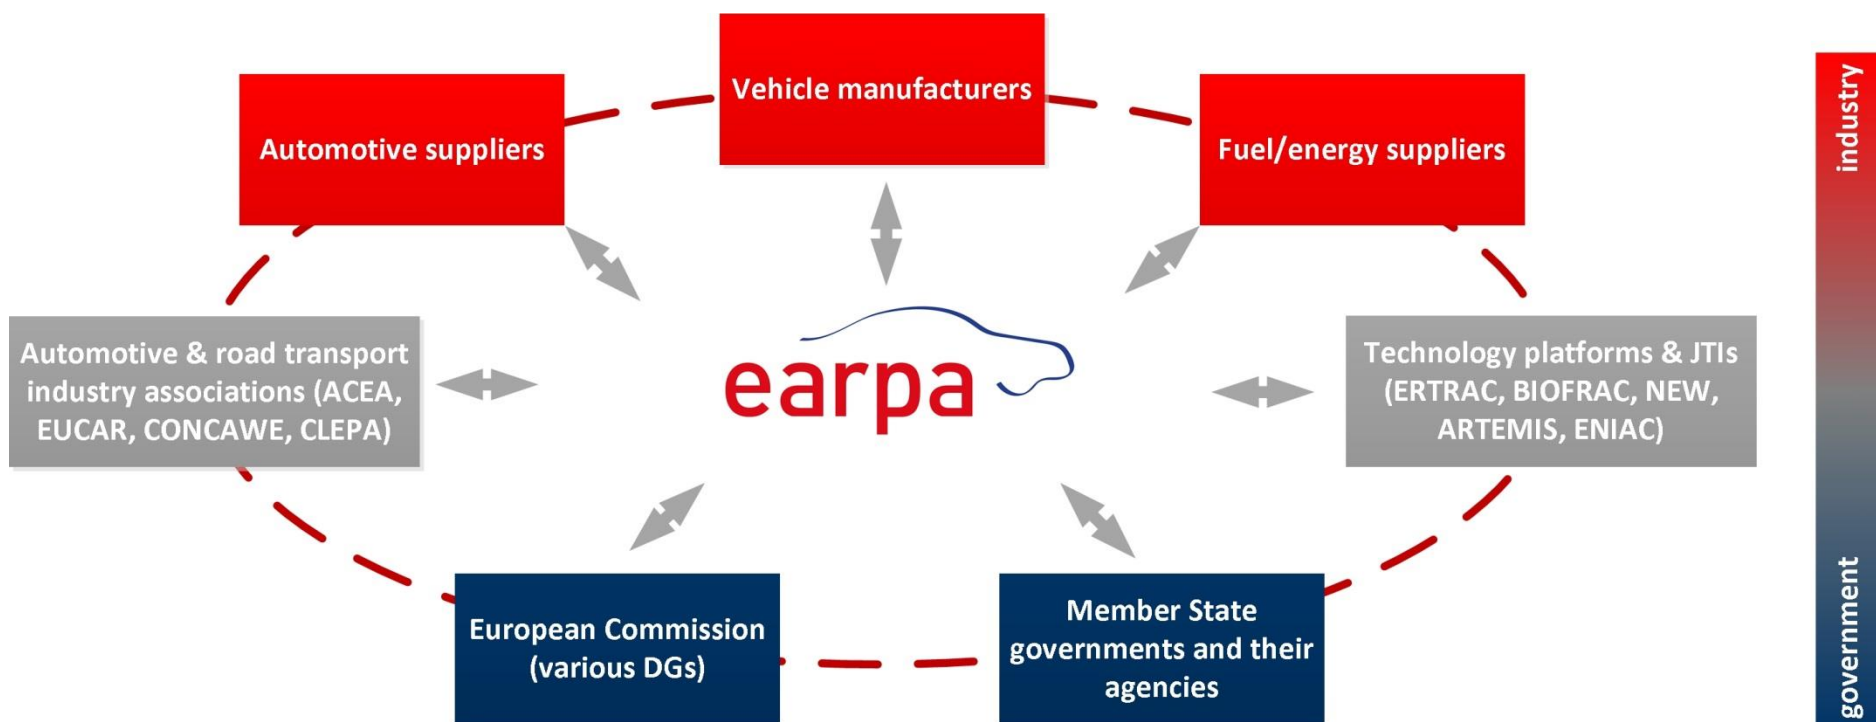 Vehicle manufacturers
Automotive suppliers
Fuel/energy suppliers
industry
Automotive & road transport
industry associations (ACEA,
EUCAR, CONCAWE, CLEPA)
earpa
Technology platforms & JTIs
(ERTRAC, BIOFRAC, NEW,
ARTEMIS, ENIAC)
European Commission
(various DGs)
Member State
governments and their
agencies
government